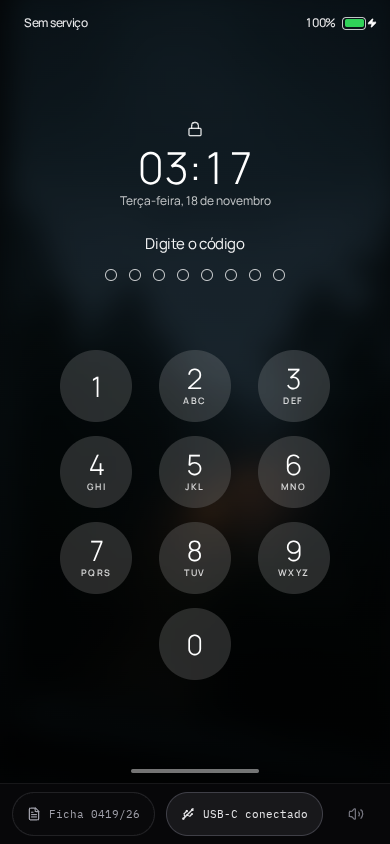 Sem serviço
100%
03:17
Terça-feira, 18 de novembro
Digite o código
1
2
ABC
3
DEF
4
GHI
5
JKL
6
MNO
7
PQRS
8
TUV
9
WXYZ
0
Ficha 0419/26
USB-C conectado